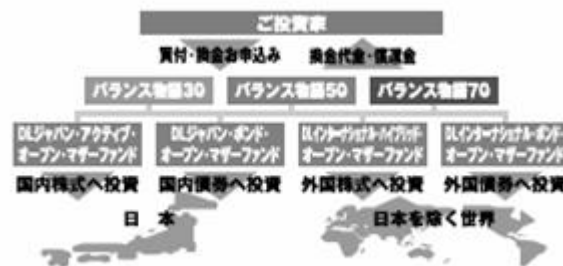 ご投資家
買付・換金お申込み 換金代金・償還金
バランス物語30 バランス物語50 バランス物語70
DLジャパン・アクティブ・オープン・マザーファンド
DLジャパン・ボンド・オープン・マザーファンド
DLインターナショナル・ハイブリッド・オープン・マザーファンド
DLインターナショナル・ボンド・オープン・マザーファンド
国内株式へ投資 国内債券へ投資 外国株式へ投資 外国債券へ投資
日 本 日本を除く世界